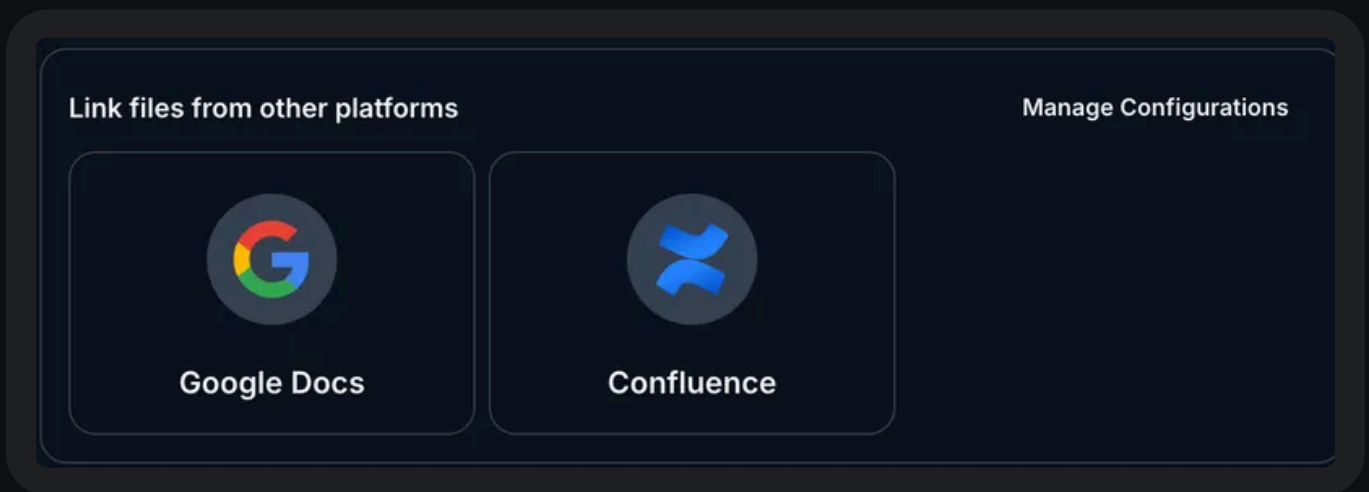 Link files from other platforms
Manage Configurations
Google Docs
Confluence